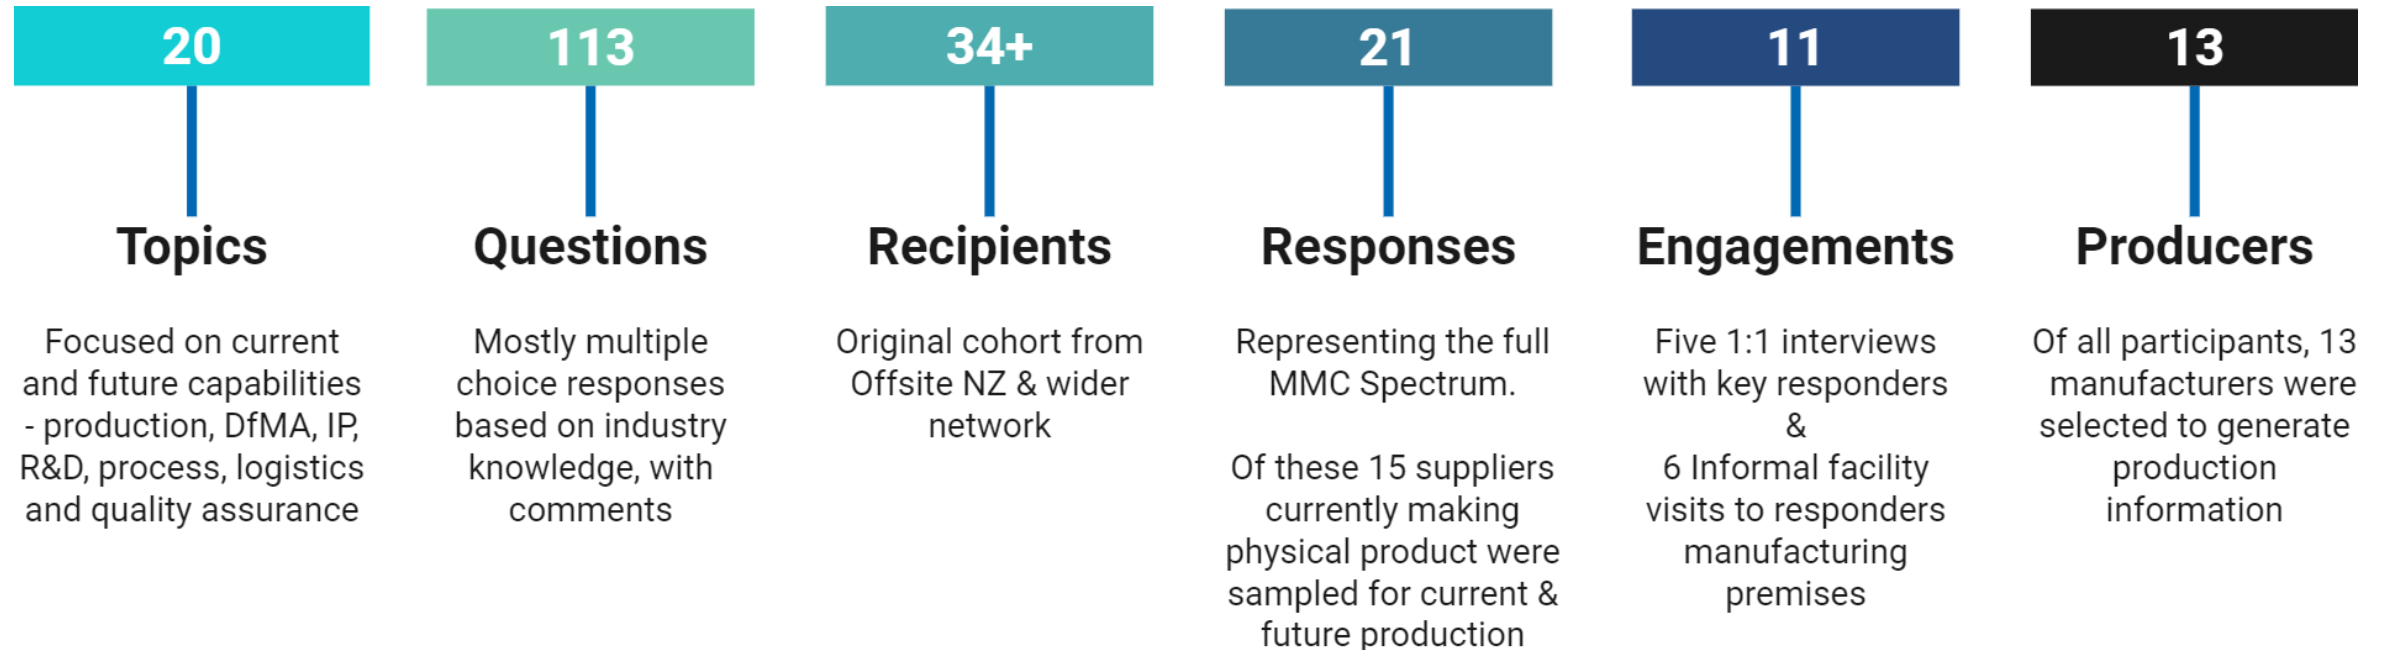 20
Topics
Focused on current
and future capabilities
- production, DfMA, IP,
R&D, process, logistics
and quality assurance
113
Questions
Mostly multiple
choice responses
based on industry
knowledge, with
comments
34+
Recipients
Original cohort from
Offsite NZ & wider
network
21
Responses
Representing the full
MMC Spectrum.
Of these 15 suppliers
currently making
physical product were
sampled for current &
future production
11
Engagements
Five 1:1 interviews
with key responders
&
6 Informal facility
visits to responders
manufacturing
premises
13
Producers
Of all participants, 13
manufacturers were
selected to generate
production
information